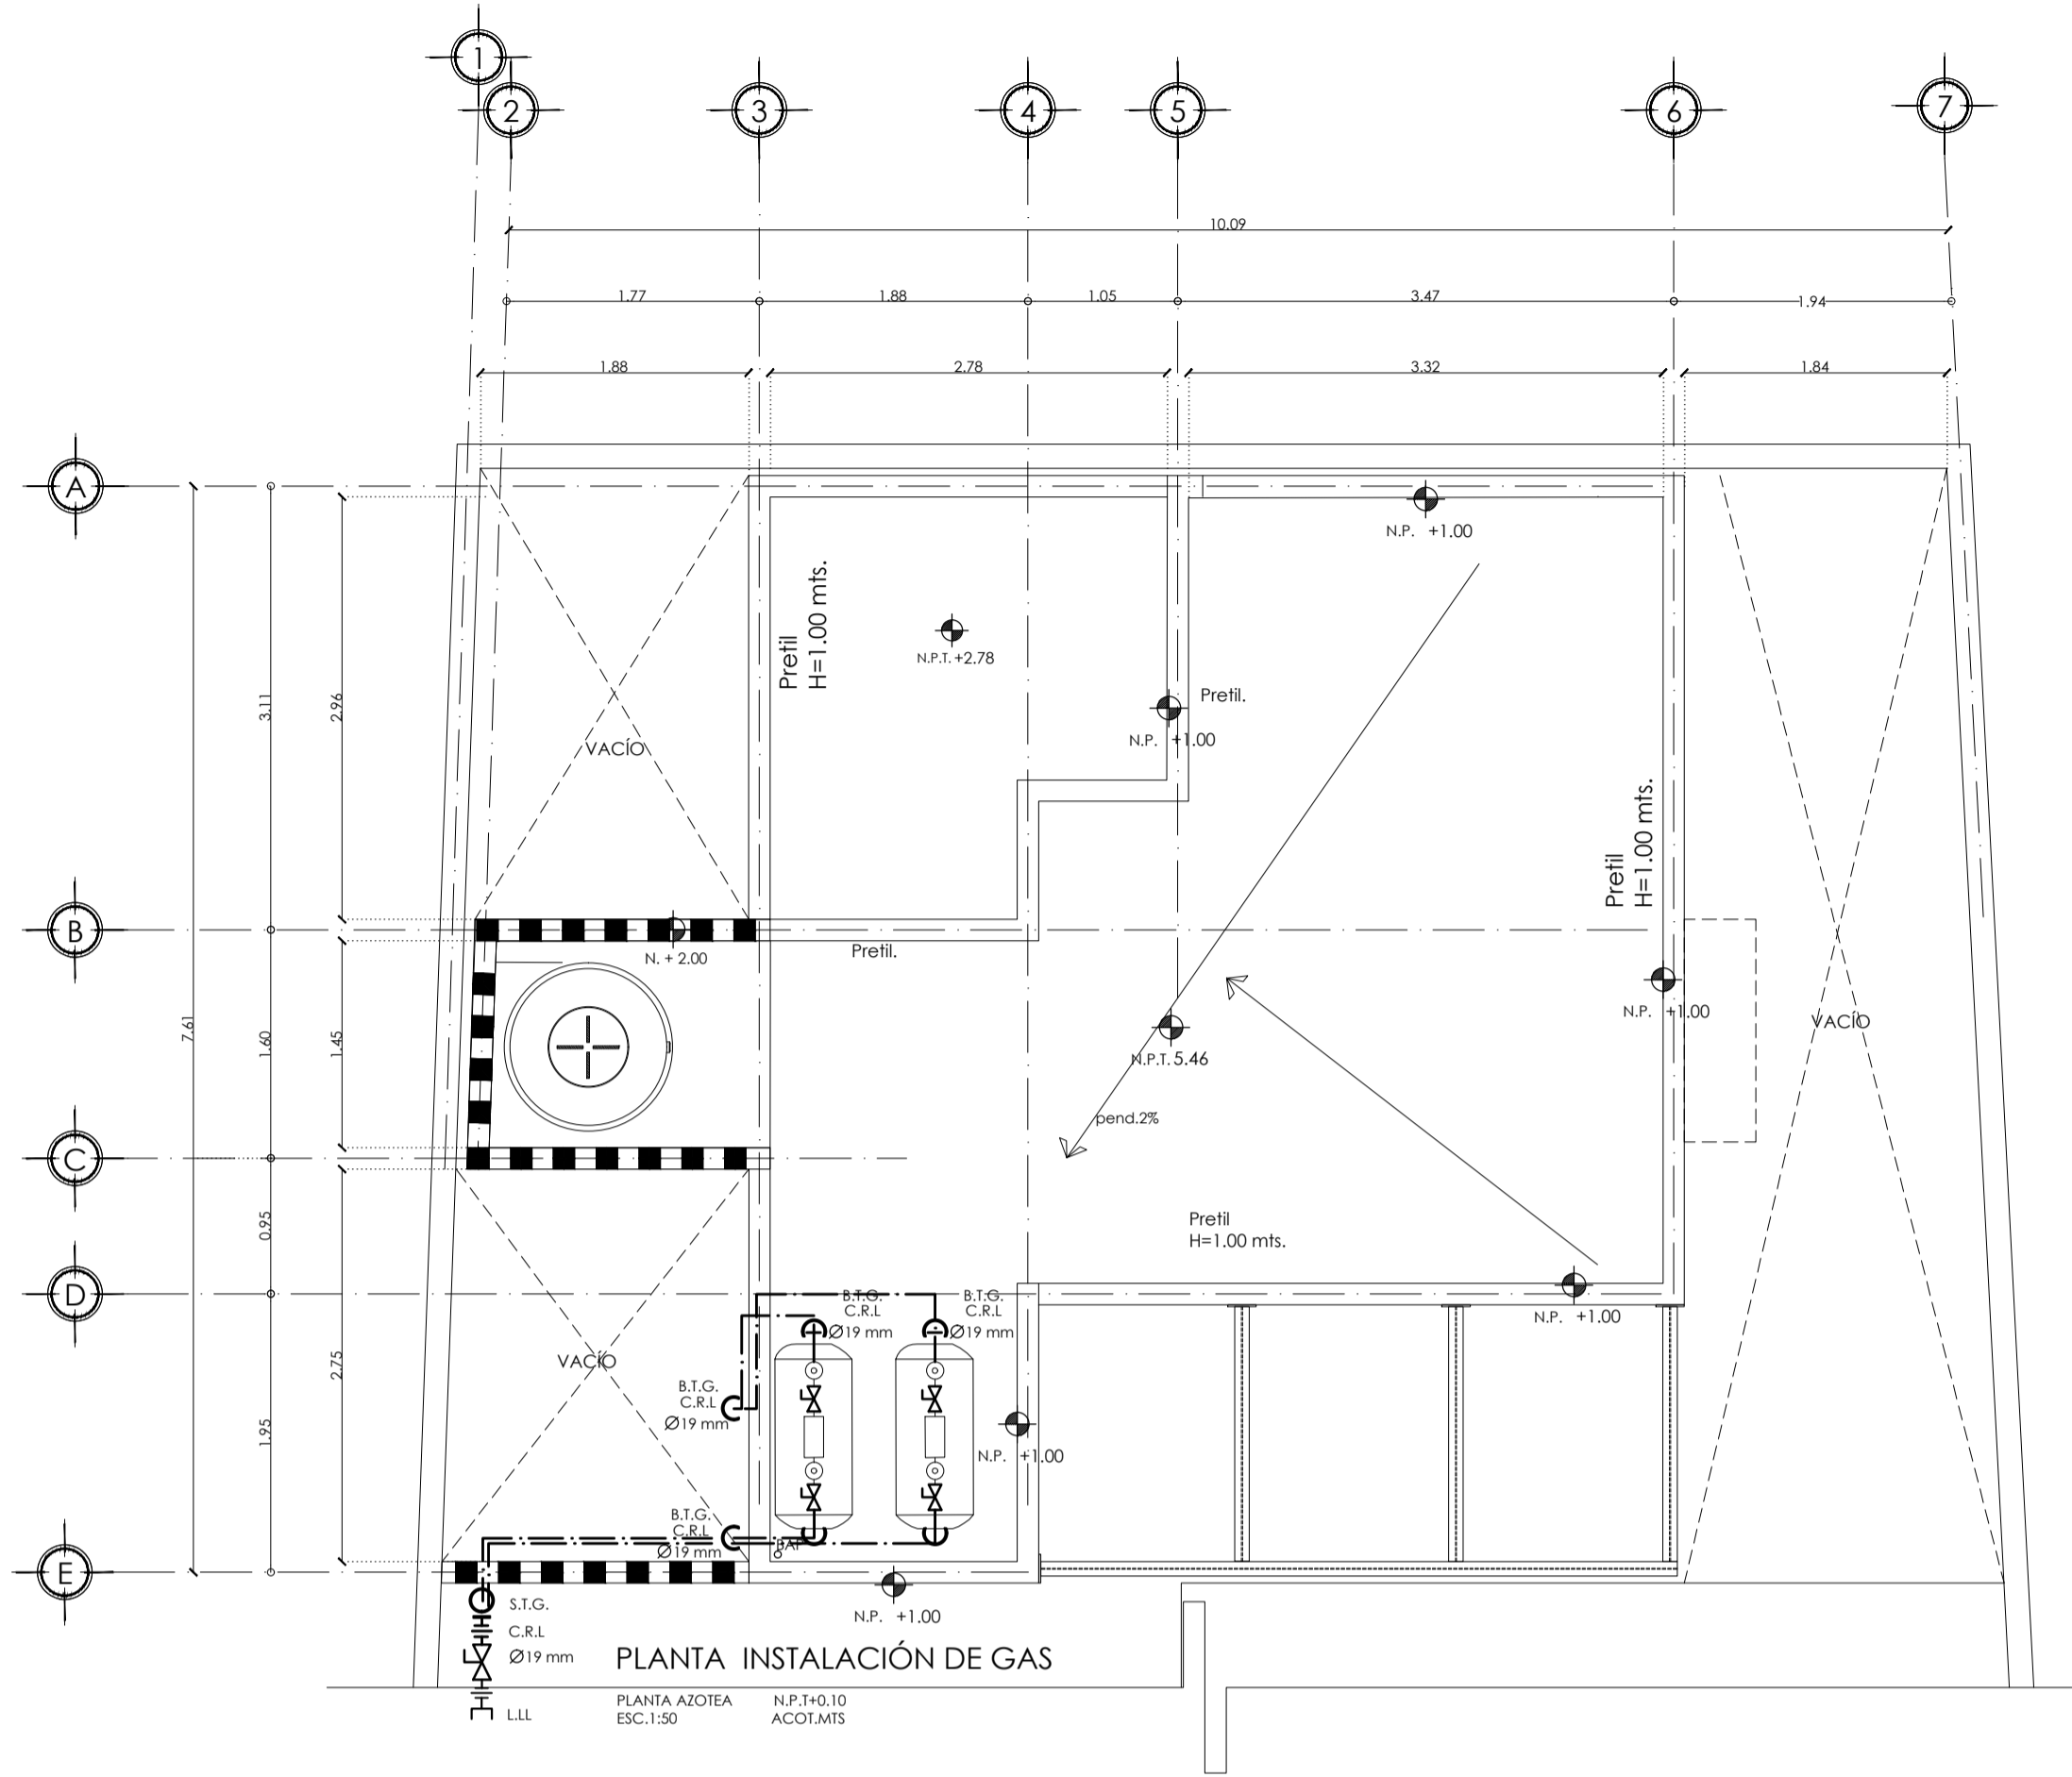 1
2
3
4
5
6
7
10.09
1.77
1.88
1.05
3.47
1.94
1.88
2.78
3.32
1.84
A
N.P. +1.00
Pretil
H=1.00 mts.
N.P.T. +2.78
3.11
2.96
Pretil.
N.P. +1.00
VACÍO
Pretil
H=1.00 mts.
B
Pretil.
N. + 2.00
N.P. +1.00
VACÍO
7.61
1.60
1.45
N.P.T. 5.46
pend.2%
C
0.95
Pretil
H=1.00 mts.
D
B.T.G.
C.R.L
Ø19 mm
B.T.G.
C.R.L
Ø19 mm
N.P. +1.00
2.75
VACÍO
B.T.G.
C.R.L
Ø19 mm
1.95
N.P. +1.00
B.T.G.
C.R.L
Ø19 mm
BAP
E
S.T.G.
C.R.L
Ø19 mm
L.LL
N.P. +1.00
PLANTA INSTALACIÓN DE GAS
PLANTA AZOTEA N.P.T+0.10
ESC.1:50 ACOT.MTS